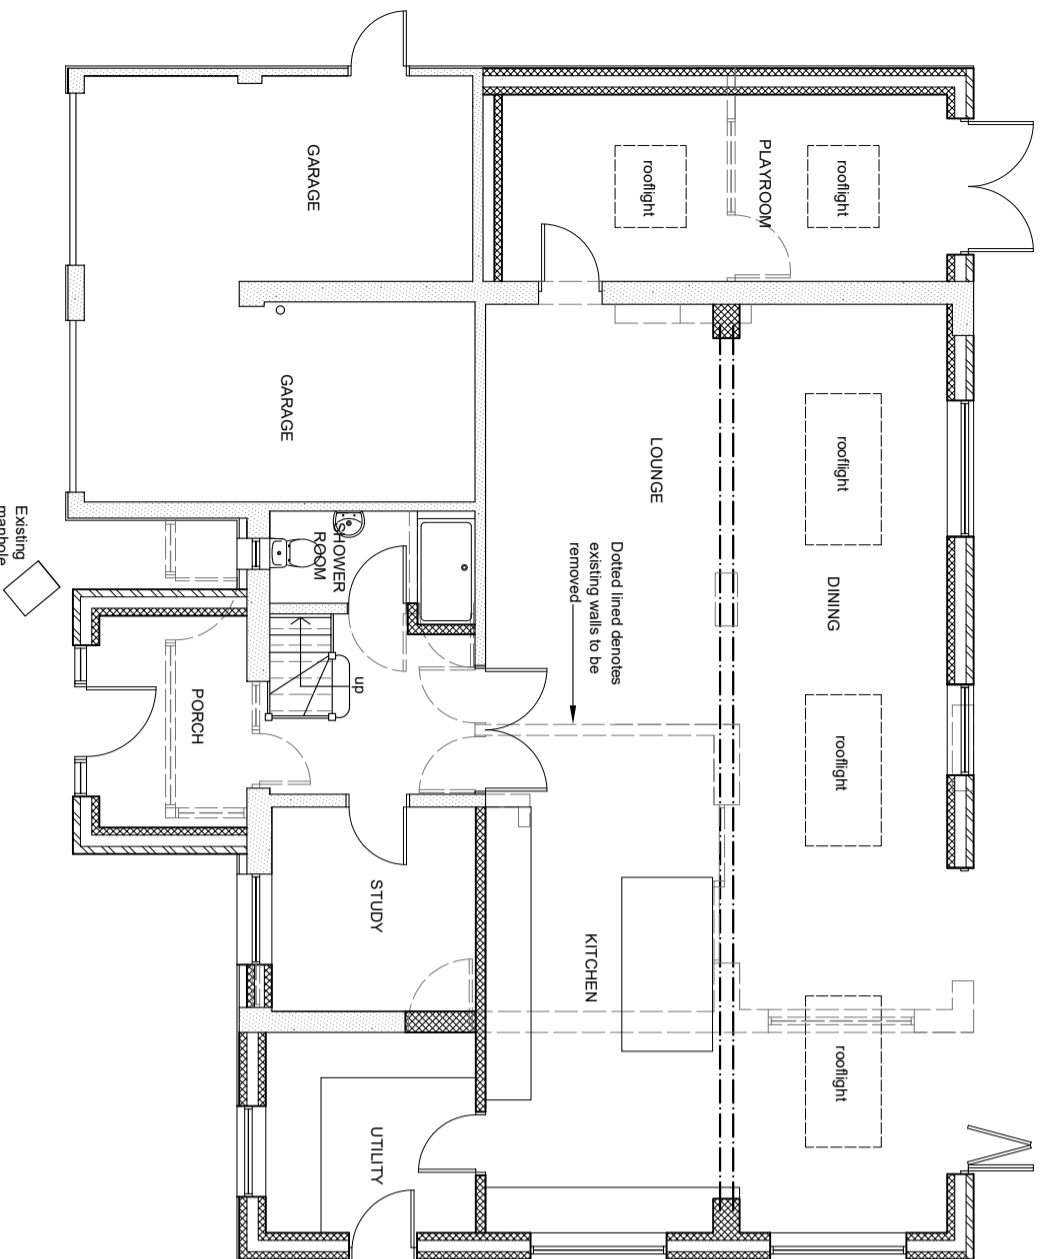 rooflight
rooflight
rooflight
rooflight
DINING
PLAYROOM
rooflight
LOUNGE
Dotted lined denotes
existing walls to be
removed
KITCHEN
up
STUDY
UTILITY
SHOWER
ROOM
GARAGE
GARAGE
PORCH
Existing
manhole